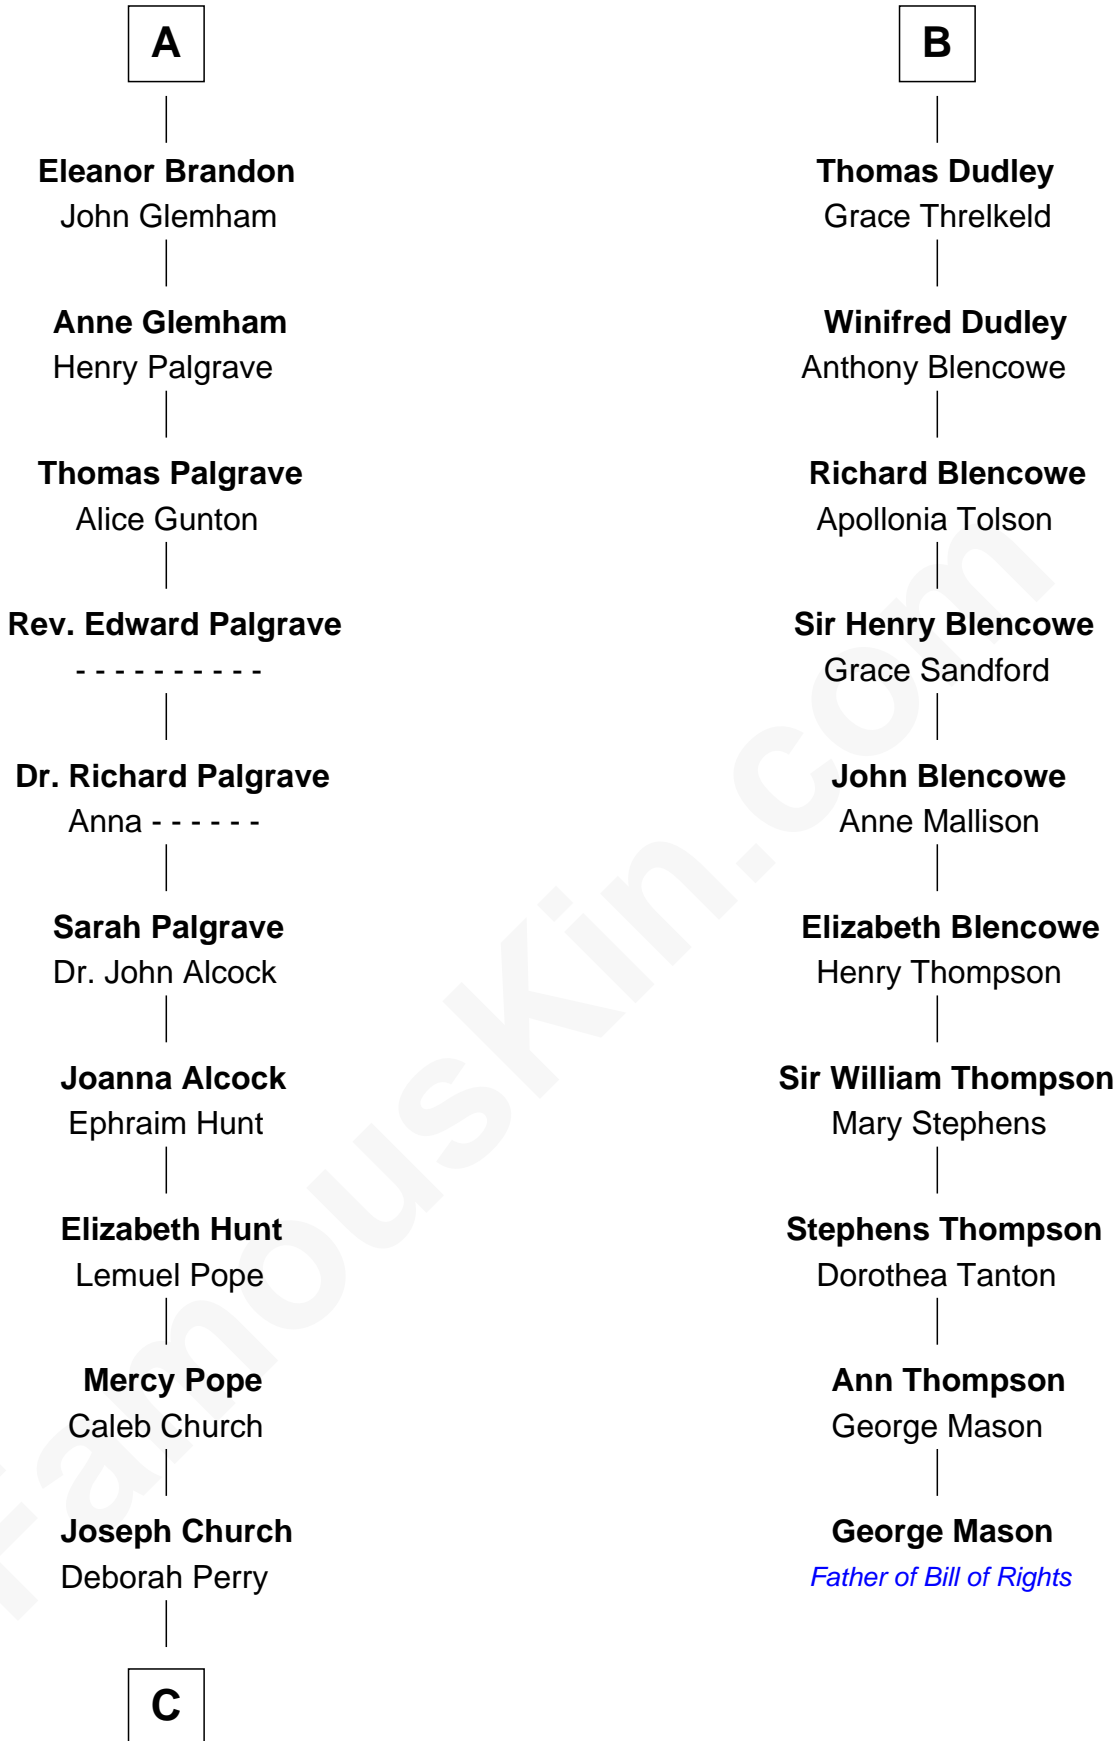 A
Eleanor Brandon
John Glemham
Anne Glemham
Henry Palgrave
Thomas Palgrave
Alice Gunton
Rev. Edward Palgrave
- - - - - - - - - -
Dr. Richard Palgrave
Anna - - - - - -
Sarah Palgrave
Dr. John Alcock
Joanna Alcock
Ephraim Hunt
Elizabeth Hunt
Lemuel Pope
Mercy Pope
Caleb Church
Joseph Church
Deborah Perry
C
B
Thomas Dudley
Grace Threlkeld
Winifred Dudley
Anthony Blencowe
Richard Blencowe
Apollonia Tolson
Sir Henry Blencowe
Grace Sandford
John Blencowe
Anne Mallison
Elizabeth Blencowe
Henry Thompson
Sir William Thompson
Mary Stephens
Stephens Thompson
Dorothea Tanton
Ann Thompson
George Mason
George Mason
Father of Bill of Rights
FamousKin.com